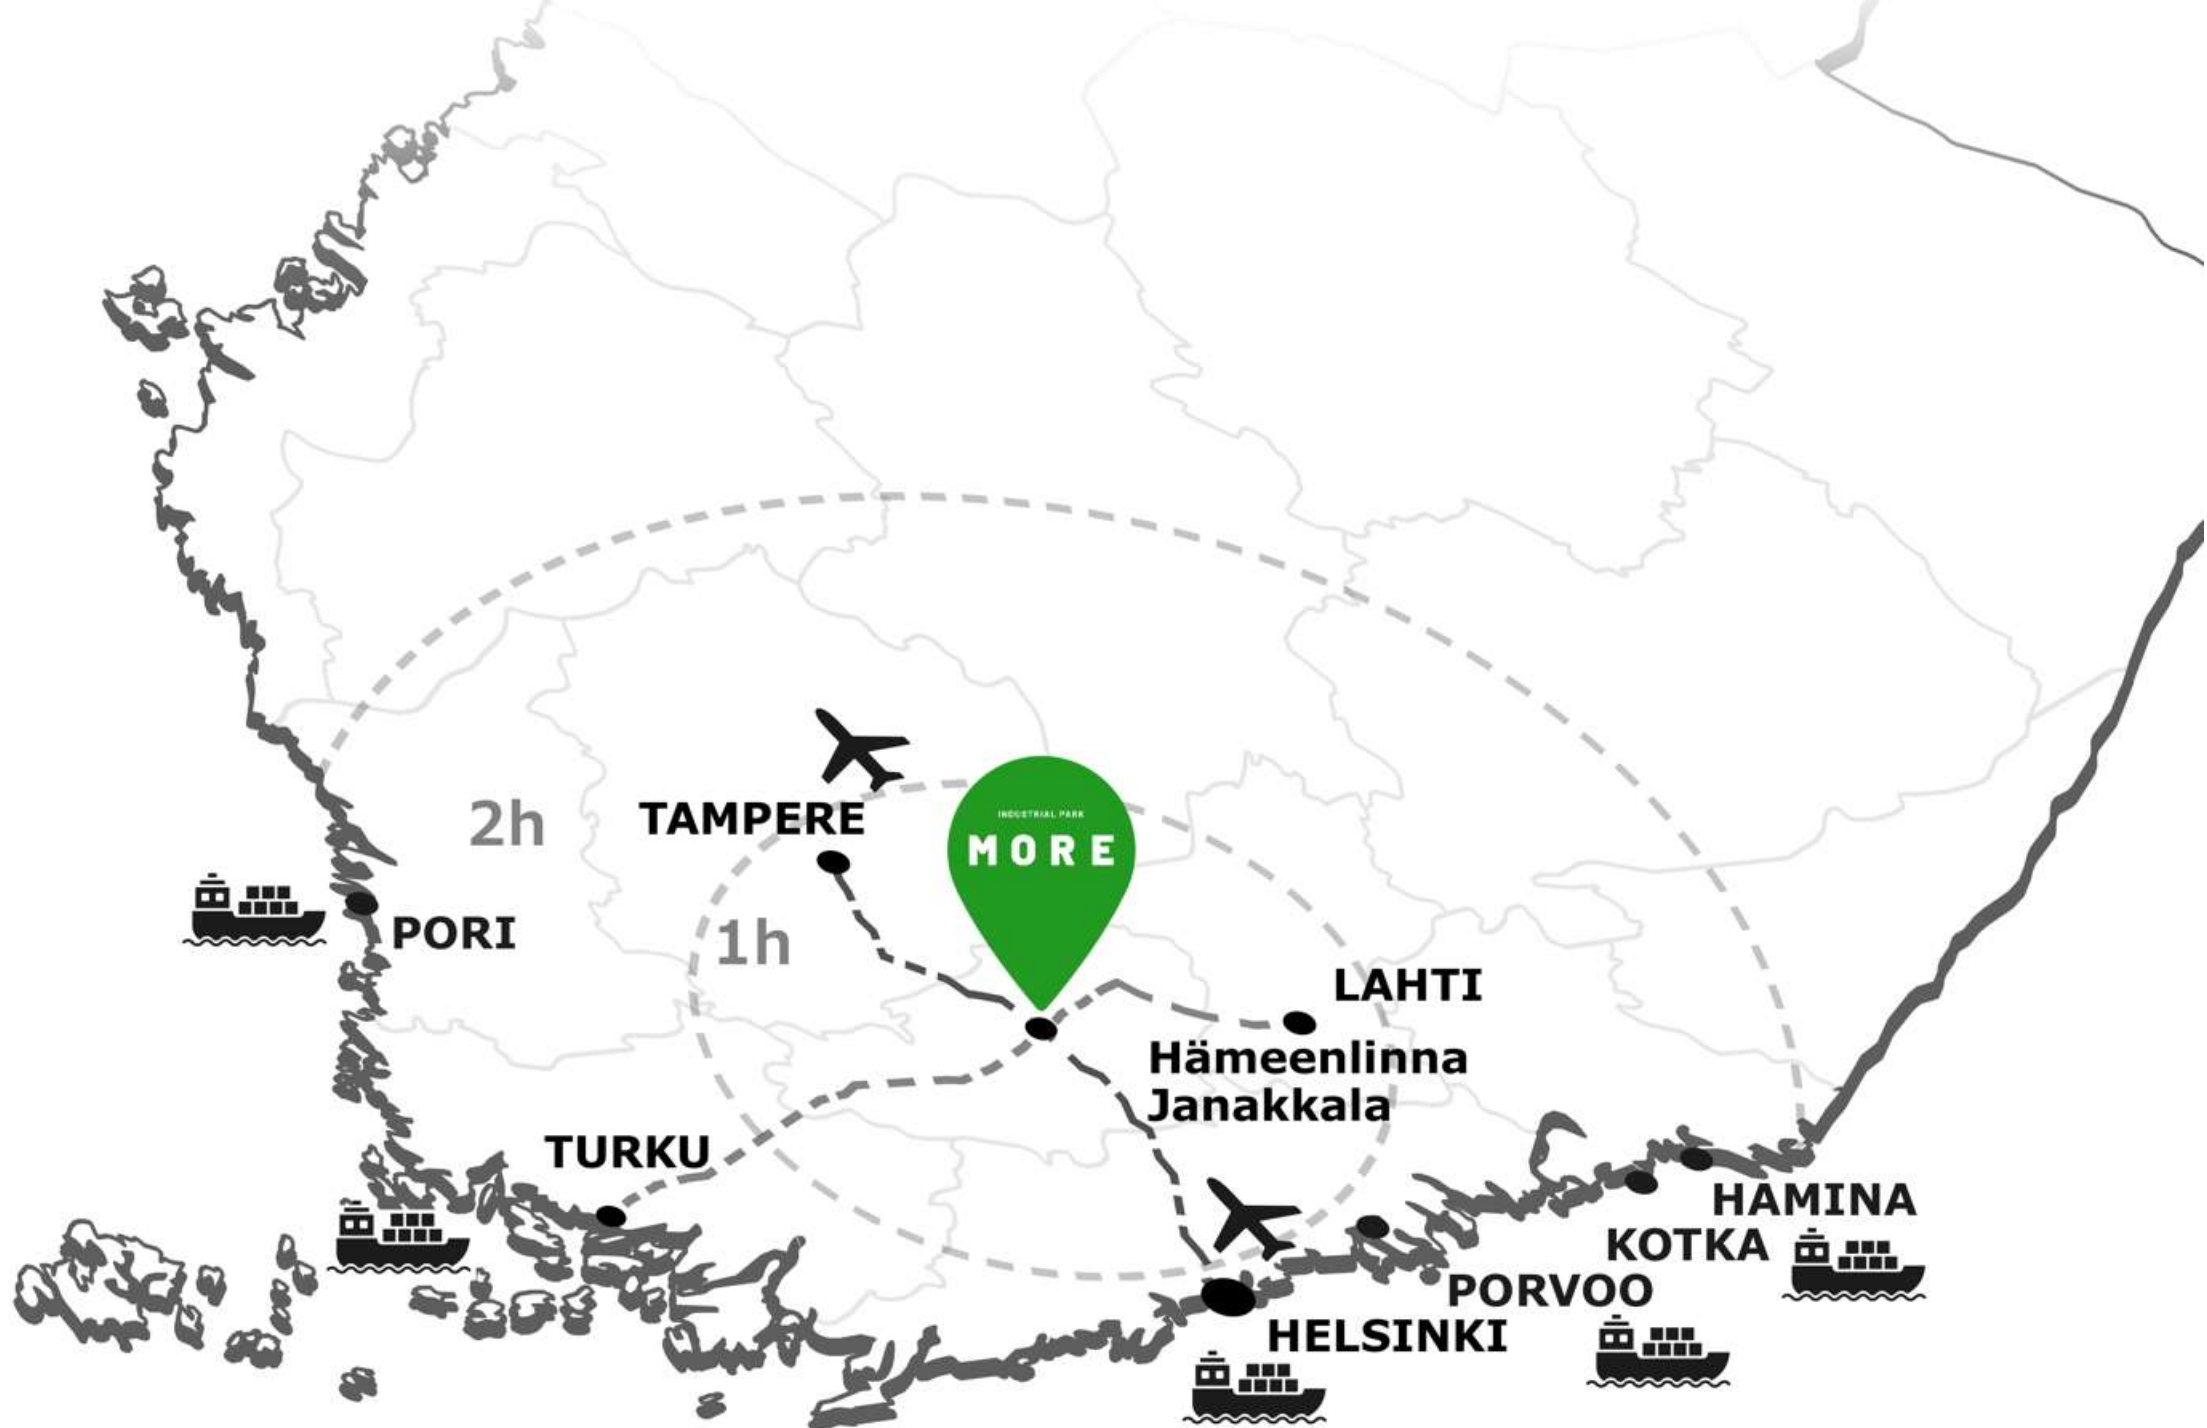 TAMPERE
INDUSTRIAL PARK
MORE
2h
1h
PORI
LAHTI
Hämeenlinna
Janakkala
TURKU
HAMINA
KOTKA
PORVOO
HELSINKI